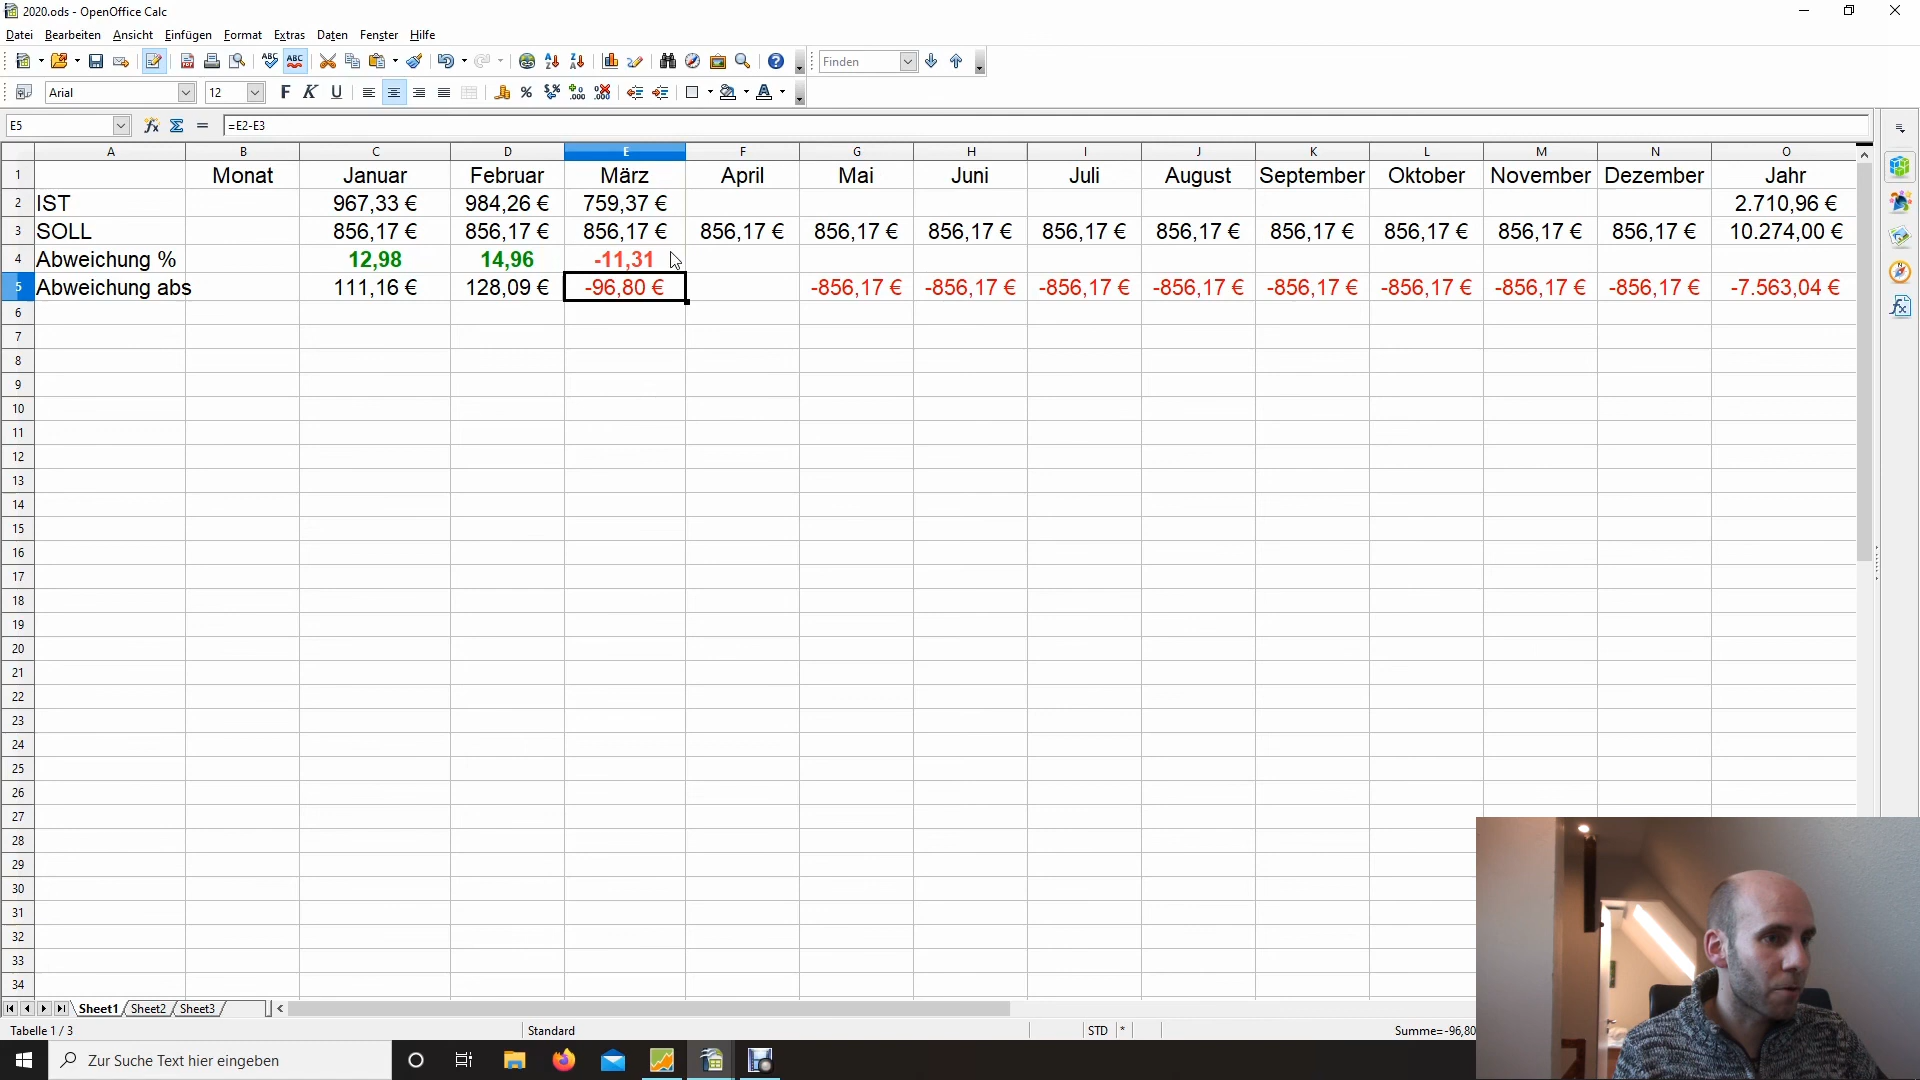 2020.ods - OpenOffice Calc
Datei Bearbeiten Ansicht Einfügen Format Extras Daten Fenster Hilfe
Finden
Arial 12 F K U
E5 =E2-E3
A B C D E F G H I J K L M N O
1 Monat Januar Februar März April Mai Juni Juli August September Oktober November Dezember Jahr
2 IST 967,33 € 984,26 € 759,37 € 2.710,96 €
3 SOLL 856,17 € 856,17 € 856,17 € 856,17 € 856,17 € 856,17 € 856,17 € 856,17 € 856,17 € 856,17 € 856,17 € 856,17 € 10.274,00 €
4 Abweichung % 12,98 14,96 -11,31
5 Abweichung abs 111,16 € 128,09 € -96,80 € -856,17 € -856,17 € -856,17 € -856,17 € -856,17 € -856,17 € -856,17 € -856,17 € -7.563,04 €
6
7
8
9
10
11
12
13
14
15
16
17
18
19
20
21
22
23
24
25
26
27
28
29
30
31
32
33
34
Sheet1 Sheet2 Sheet3
Tabelle 1 / 3 Standard STD * Summe=-96,80
Zur Suche Text hier eingeben